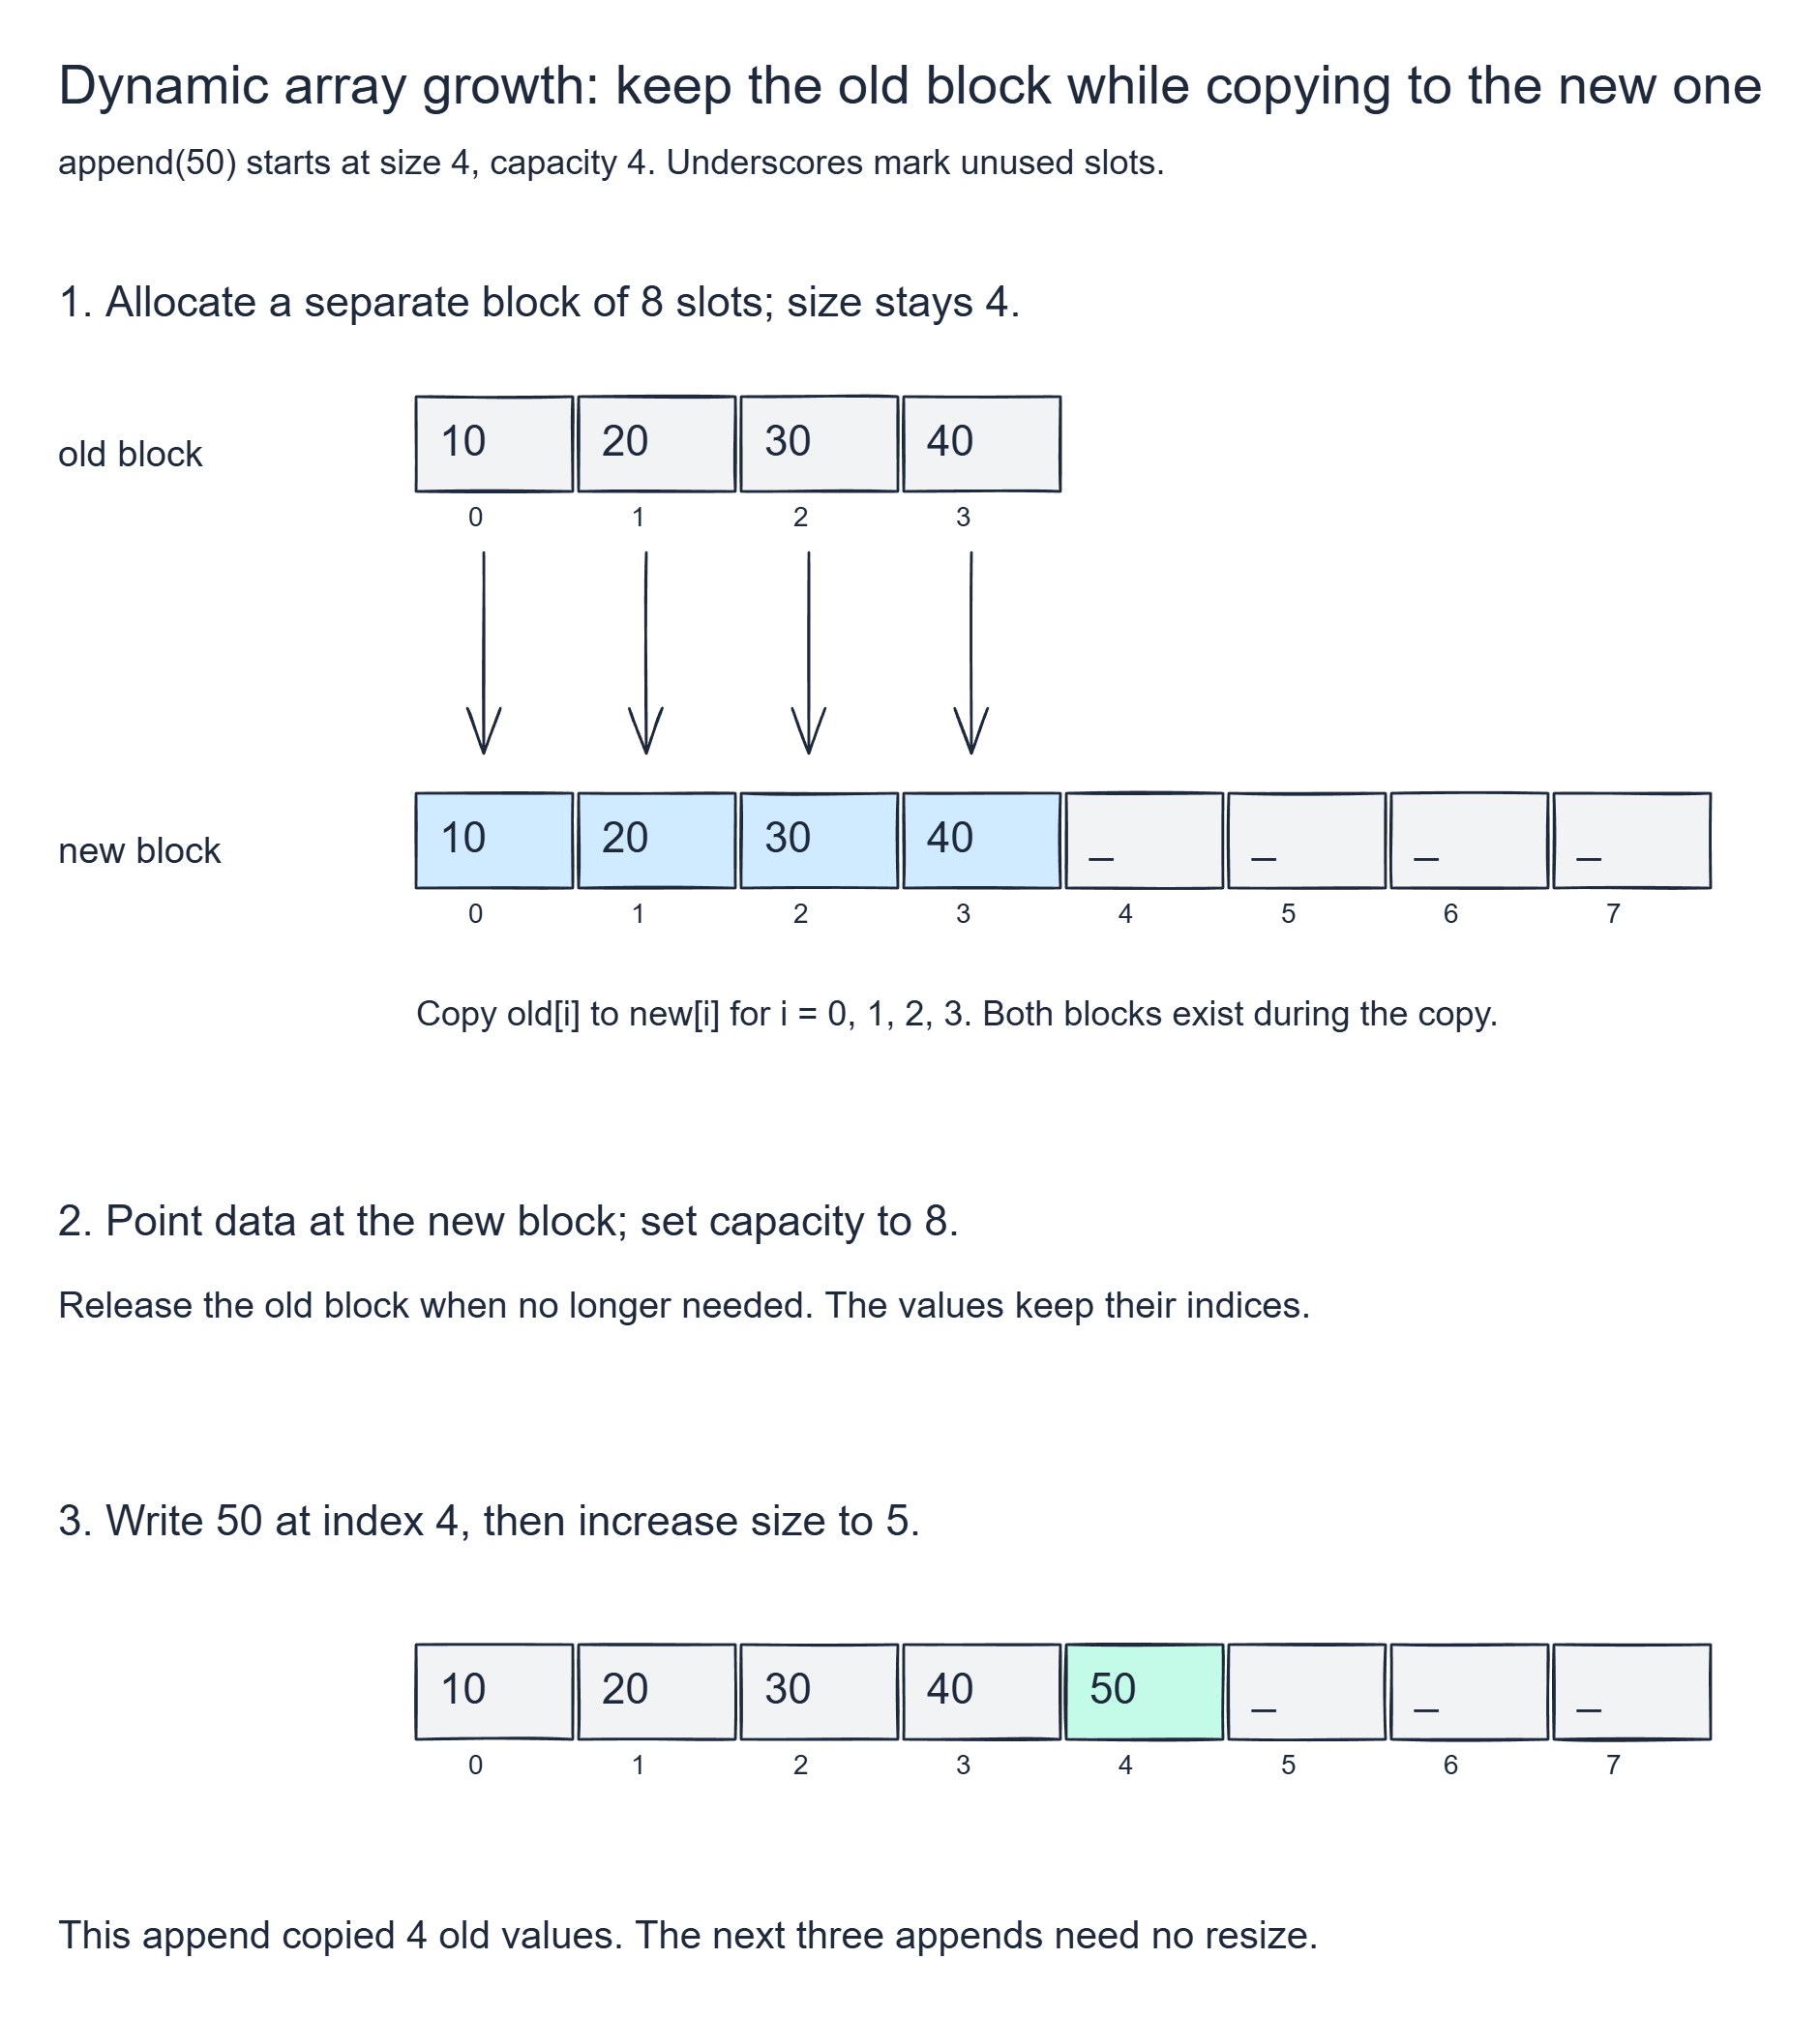 Dynamic array growth: keep the old block while copying to the new one
append(50) starts at size 4, capacity 4. Underscores mark unused slots.
1. Allocate a separate block of 8 slots; size stays 4.
old block
10 20 30 40
0 1 2 3
new block
10 20 30 40 _ _ _ _
0 1 2 3 4 5 6 7
Copy old[i] to new[i] for i = 0, 1, 2, 3. Both blocks exist during the copy.
2. Point data at the new block; set capacity to 8.
Release the old block when no longer needed. The values keep their indices.
3. Write 50 at index 4, then increase size to 5.
10 20 30 40 50 _ _ _
0 1 2 3 4 5 6 7
This append copied 4 old values. The next three appends need no resize.